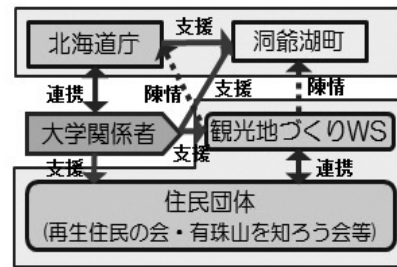 支援
北海道庁
洞爺湖町
連携
陳情
支援
陳情
大学関係者
支援
観光地づくりWS
支援
連携
住民団体
(再生住民の会・有珠山を知ろう会等)